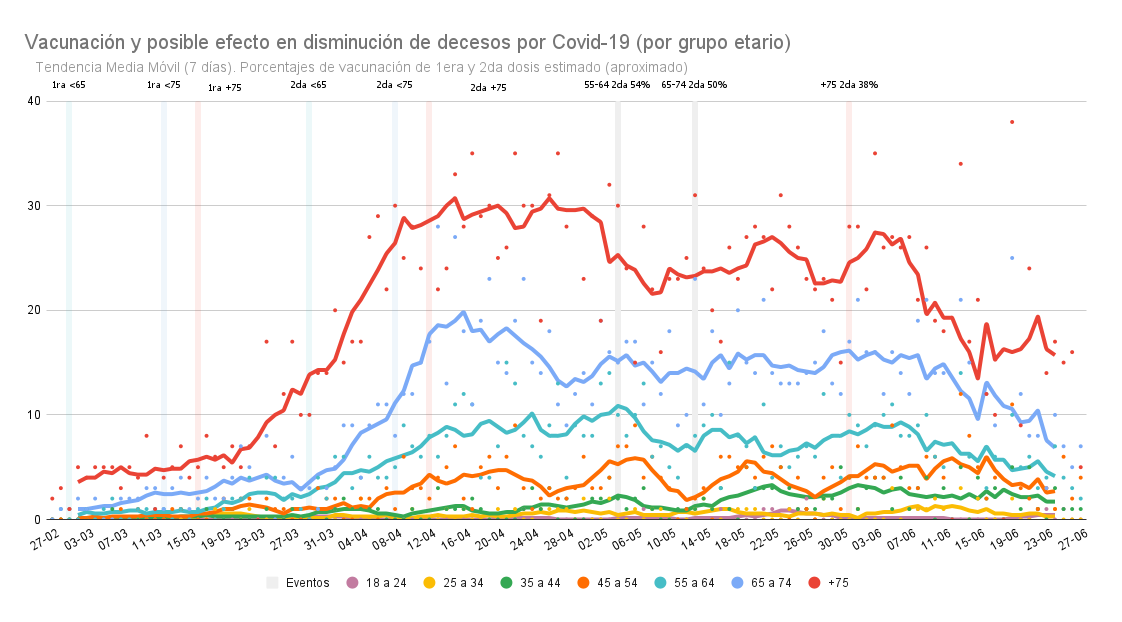 Vacunación y posible efecto en disminución de decesos por Covid-19 (por grupo etario)
Tendencia Media Móvil (7 días). Porcentajes de vacunación de 1era y 2da dosis estimado (aproximado)
1ra <65 1ra <75 1ra +75 2da <65 2da <75 2da +75 55-64 2da 54% 65-74 2da 50% +75 2da 38%
40
30
20
10
0
27-02 03-03 07-03 11-03 15-03 19-03 23-03 27-03 31-03 04-04 08-04 12-04 16-04 20-04 24-04 28-04 02-05 06-05 10-05 14-05 18-05 22-05 26-05 30-05 03-06 07-06 11-06 15-06 19-06 23-06 27-06
Eventos 18 a 24 25 a 34 35 a 44 45 a 54 55 a 64 65 a 74 +75